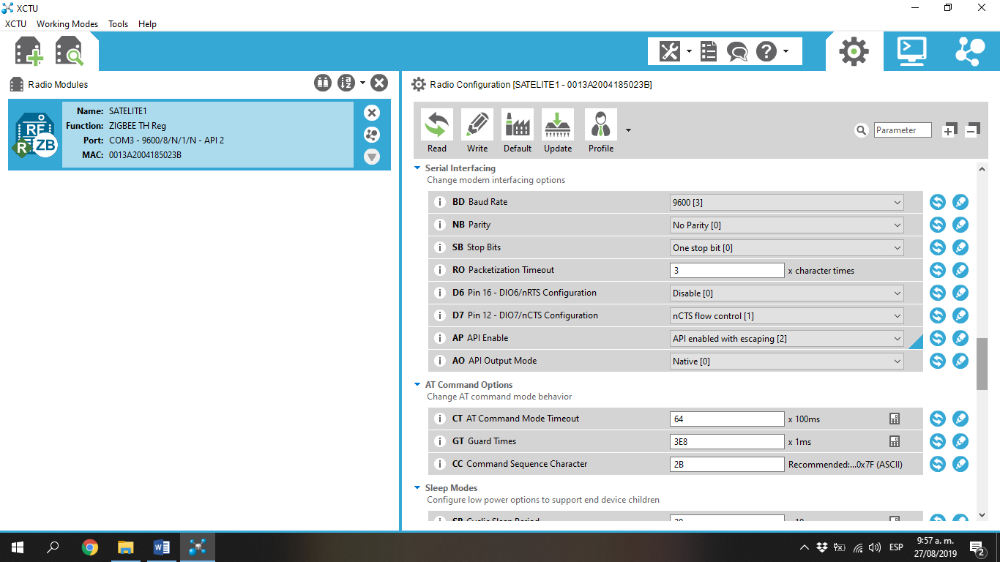 XCTU
XCTU Working Modes Tools Help
Radio Modules
Name: SATELITE1
Function: ZIGBEE TH Reg
Port: COM3 - 9600/8/N/1/N - API 2
MAC: 0013A2004185023B
RF
R
ZB
Radio Configuration [SATELITE1 - 0013A2004185023B]
Read Write Default Update Profile
Parameter
Serial Interfacing
Change modem interfacing options
i BD Baud Rate 9600 [3]
i NB Parity No Parity [0]
i SB Stop Bits One stop bit [0]
i RO Packetization Timeout 3 x character times
i D6 Pin 16 - DIO6/nRTS Configuration Disable [0]
i D7 Pin 12 - DIO7/nCTS Configuration nCTS flow control [1]
i AP API Enable API enabled with escaping [2]
i AO API Output Mode Native [0]
AT Command Options
Change AT command mode behavior
i CT AT Command Mode Timeout 64 x 100ms
i GT Guard Times 3E8 x 1ms
i CC Command Sequence Character 2B Recommended:...0x7F (ASCII)
Sleep Modes
Configure low power options to support end device children
ESP
9:57 a. m.
27/08/2019
2